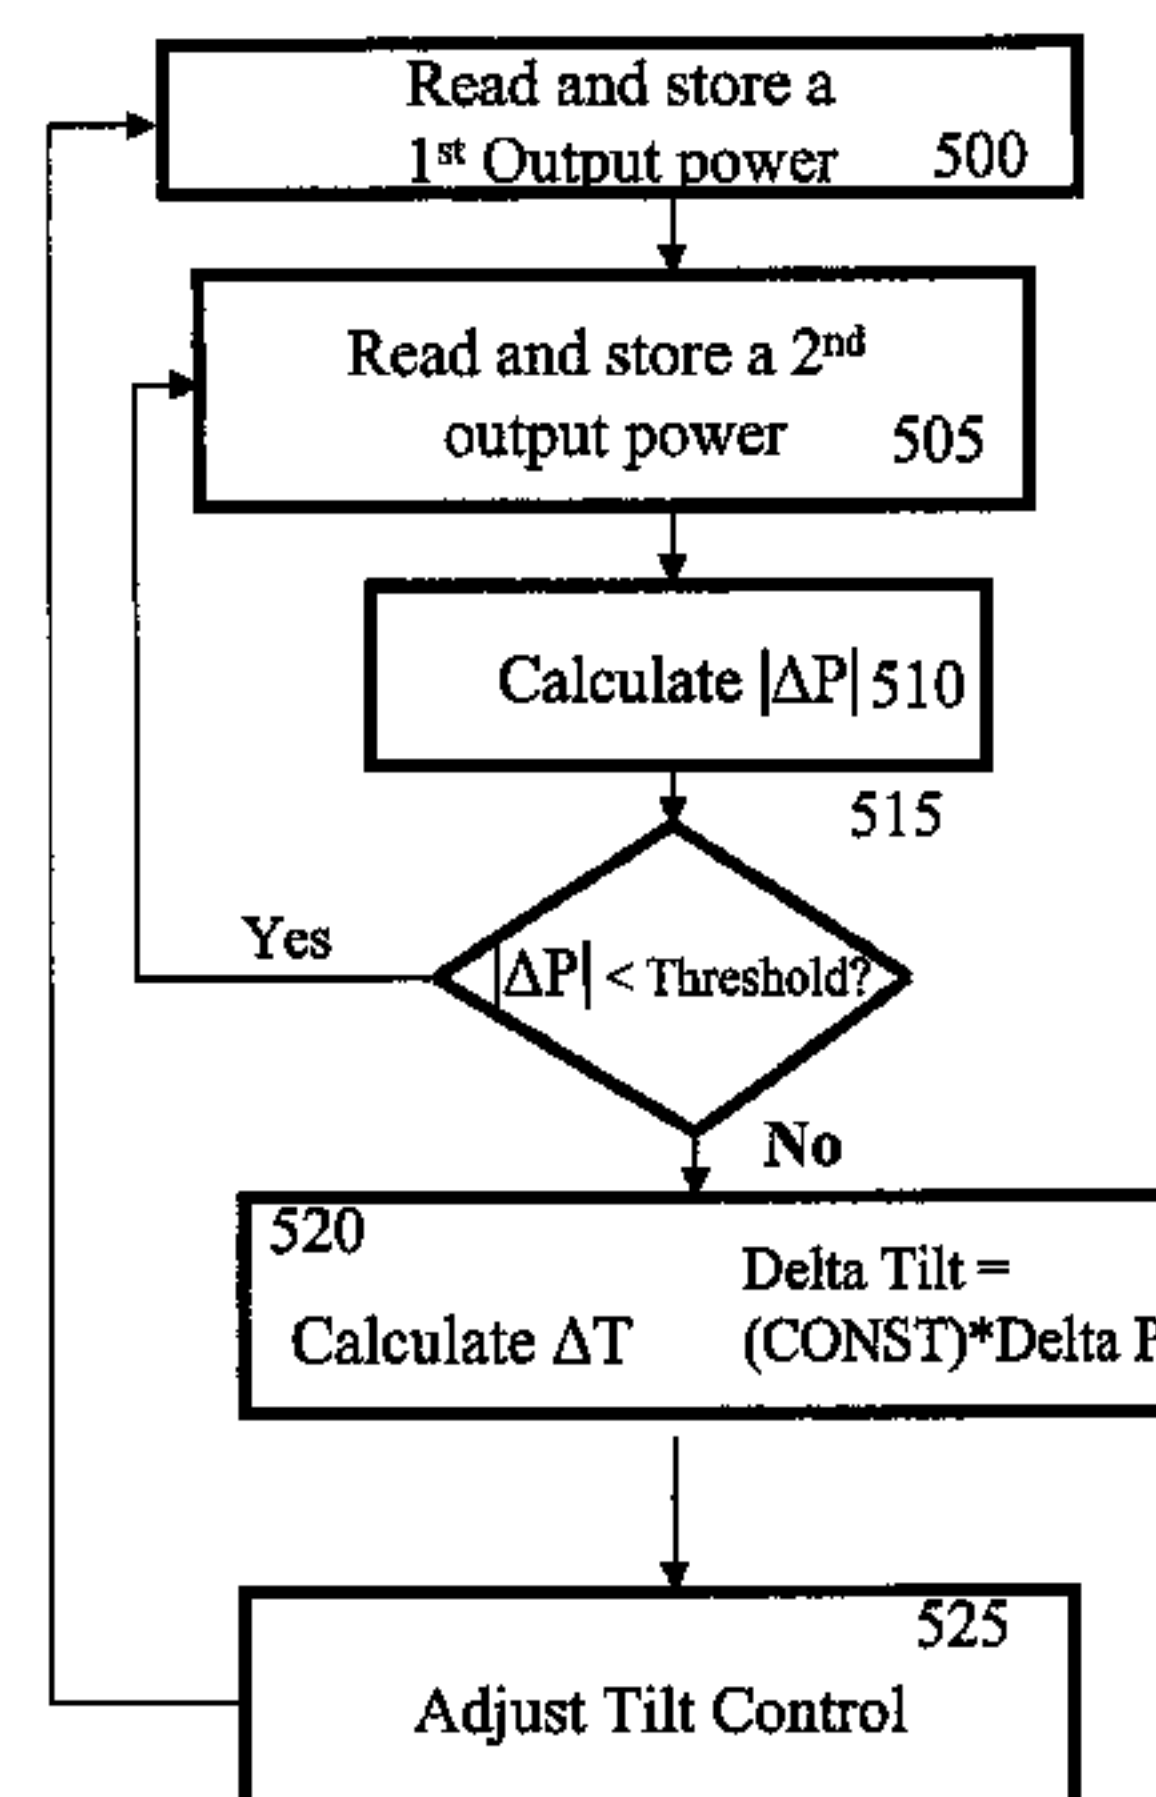 Read and store a
1st Output power 500
Read and store a 2nd
output power 505
Calculate |ΔP| 510
515
Yes
|ΔP| < Threshold?
No
520
Delta Tilt =
Calculate ΔT (CONST)*Delta P
525
Adjust Tilt Control